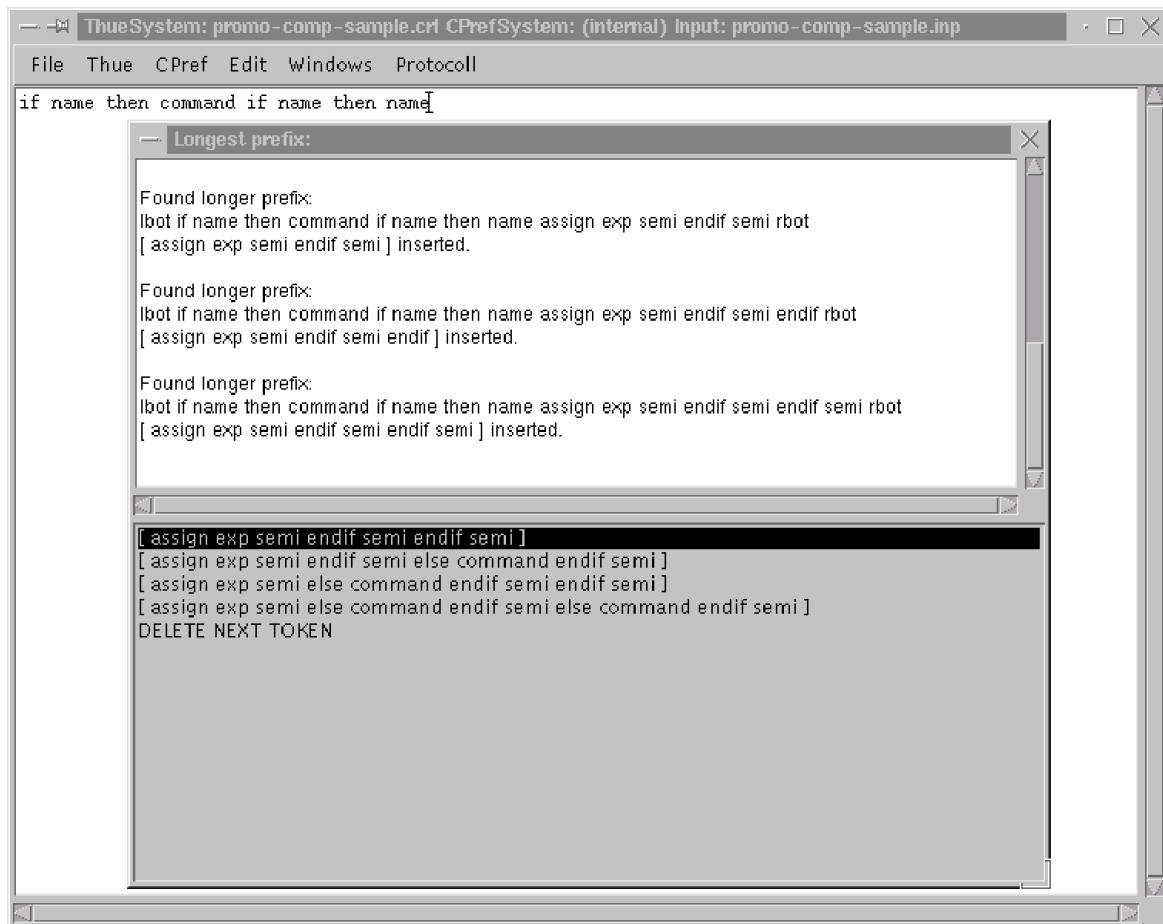 ThueSystem: promo-comp-sample.crl CPrefSystem: (internal) Input: promo-comp-sample.inp
File Thue CPref Edit Windows Protocoll
if name then command if name then name
Longest prefix:
Found longer prefix:
lbot if name then command if name then name assign exp semi endif semi rbot
[ assign exp semi endif semi ] inserted.
Found longer prefix:
lbot if name then command if name then name assign exp semi endif semi endif rbot
[ assign exp semi endif semi endif ] inserted.
Found longer prefix:
lbot if name then command if name then name assign exp semi endif semi endif semi rbot
[ assign exp semi endif semi endif semi ] inserted.
[ assign exp semi endif semi endif semi ]
[ assign exp semi endif semi else command endif semi ]
[ assign exp semi else command endif semi endif semi ]
[ assign exp semi else command endif semi else command endif semi ]
DELETE NEXT TOKEN